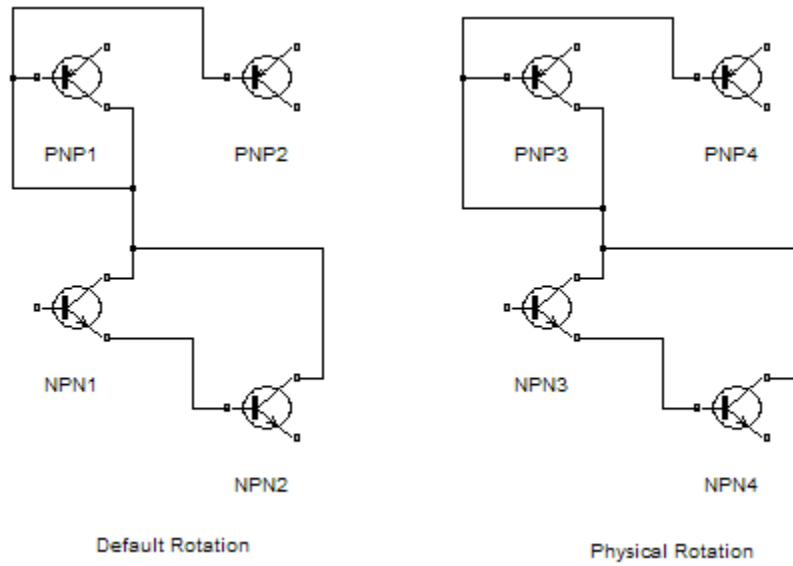 PNP1 PNP2 PNP3 PNP4
NPN1 NPN3
NPN2 NPN4
Default Rotation Physical Rotation